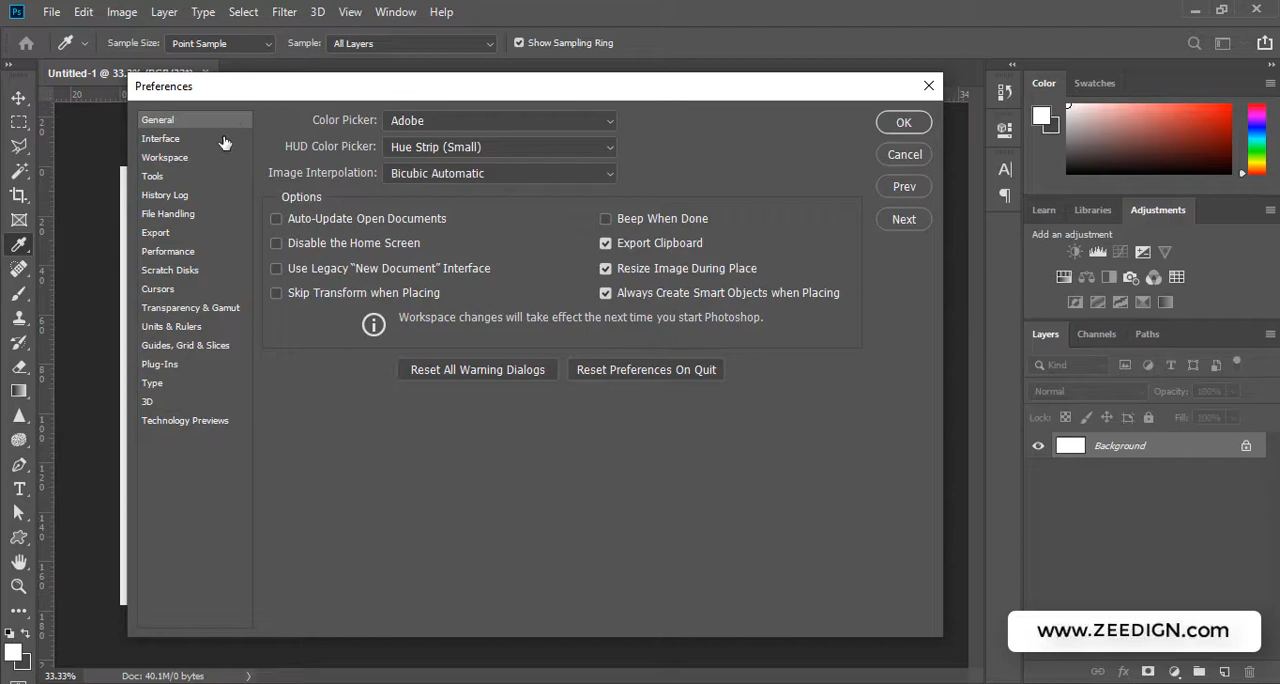 Ps File Edit Image Layer Type Select Filter 3D View Window Help
Sample Size: Point Sample Sample: All Layers Show Sampling Ring
Untitled-1 @ 33.3% (RGB/32*)
Preferences
General
Interface
Workspace
Tools
History Log
File Handling
Export
Performance
Scratch Disks
Cursors
Transparency & Gamut
Units & Rulers
Guides, Grid & Slices
Plug-Ins
Type
3D
Technology Previews
Color Picker: Adobe
HUD Color Picker: Hue Strip (Small)
Image Interpolation: Bicubic Automatic
Options
Auto-Update Open Documents
Disable the Home Screen
Use Legacy “New Document” Interface
Skip Transform when Placing
Beep When Done
Export Clipboard
Resize Image During Place
Always Create Smart Objects when Placing
Workspace changes will take effect the next time you start Photoshop.
Reset All Warning Dialogs
Reset Preferences On Quit
OK
Cancel
Prev
Next
Color Swatches
Learn Libraries Adjustments
Add an adjustment
Layers Channels Paths
Kind
Normal Opacity: 100%
Lock: Fill: 100%
Background
www.ZEEDIGN.com
33.33% Doc: 40.1M/0 bytes